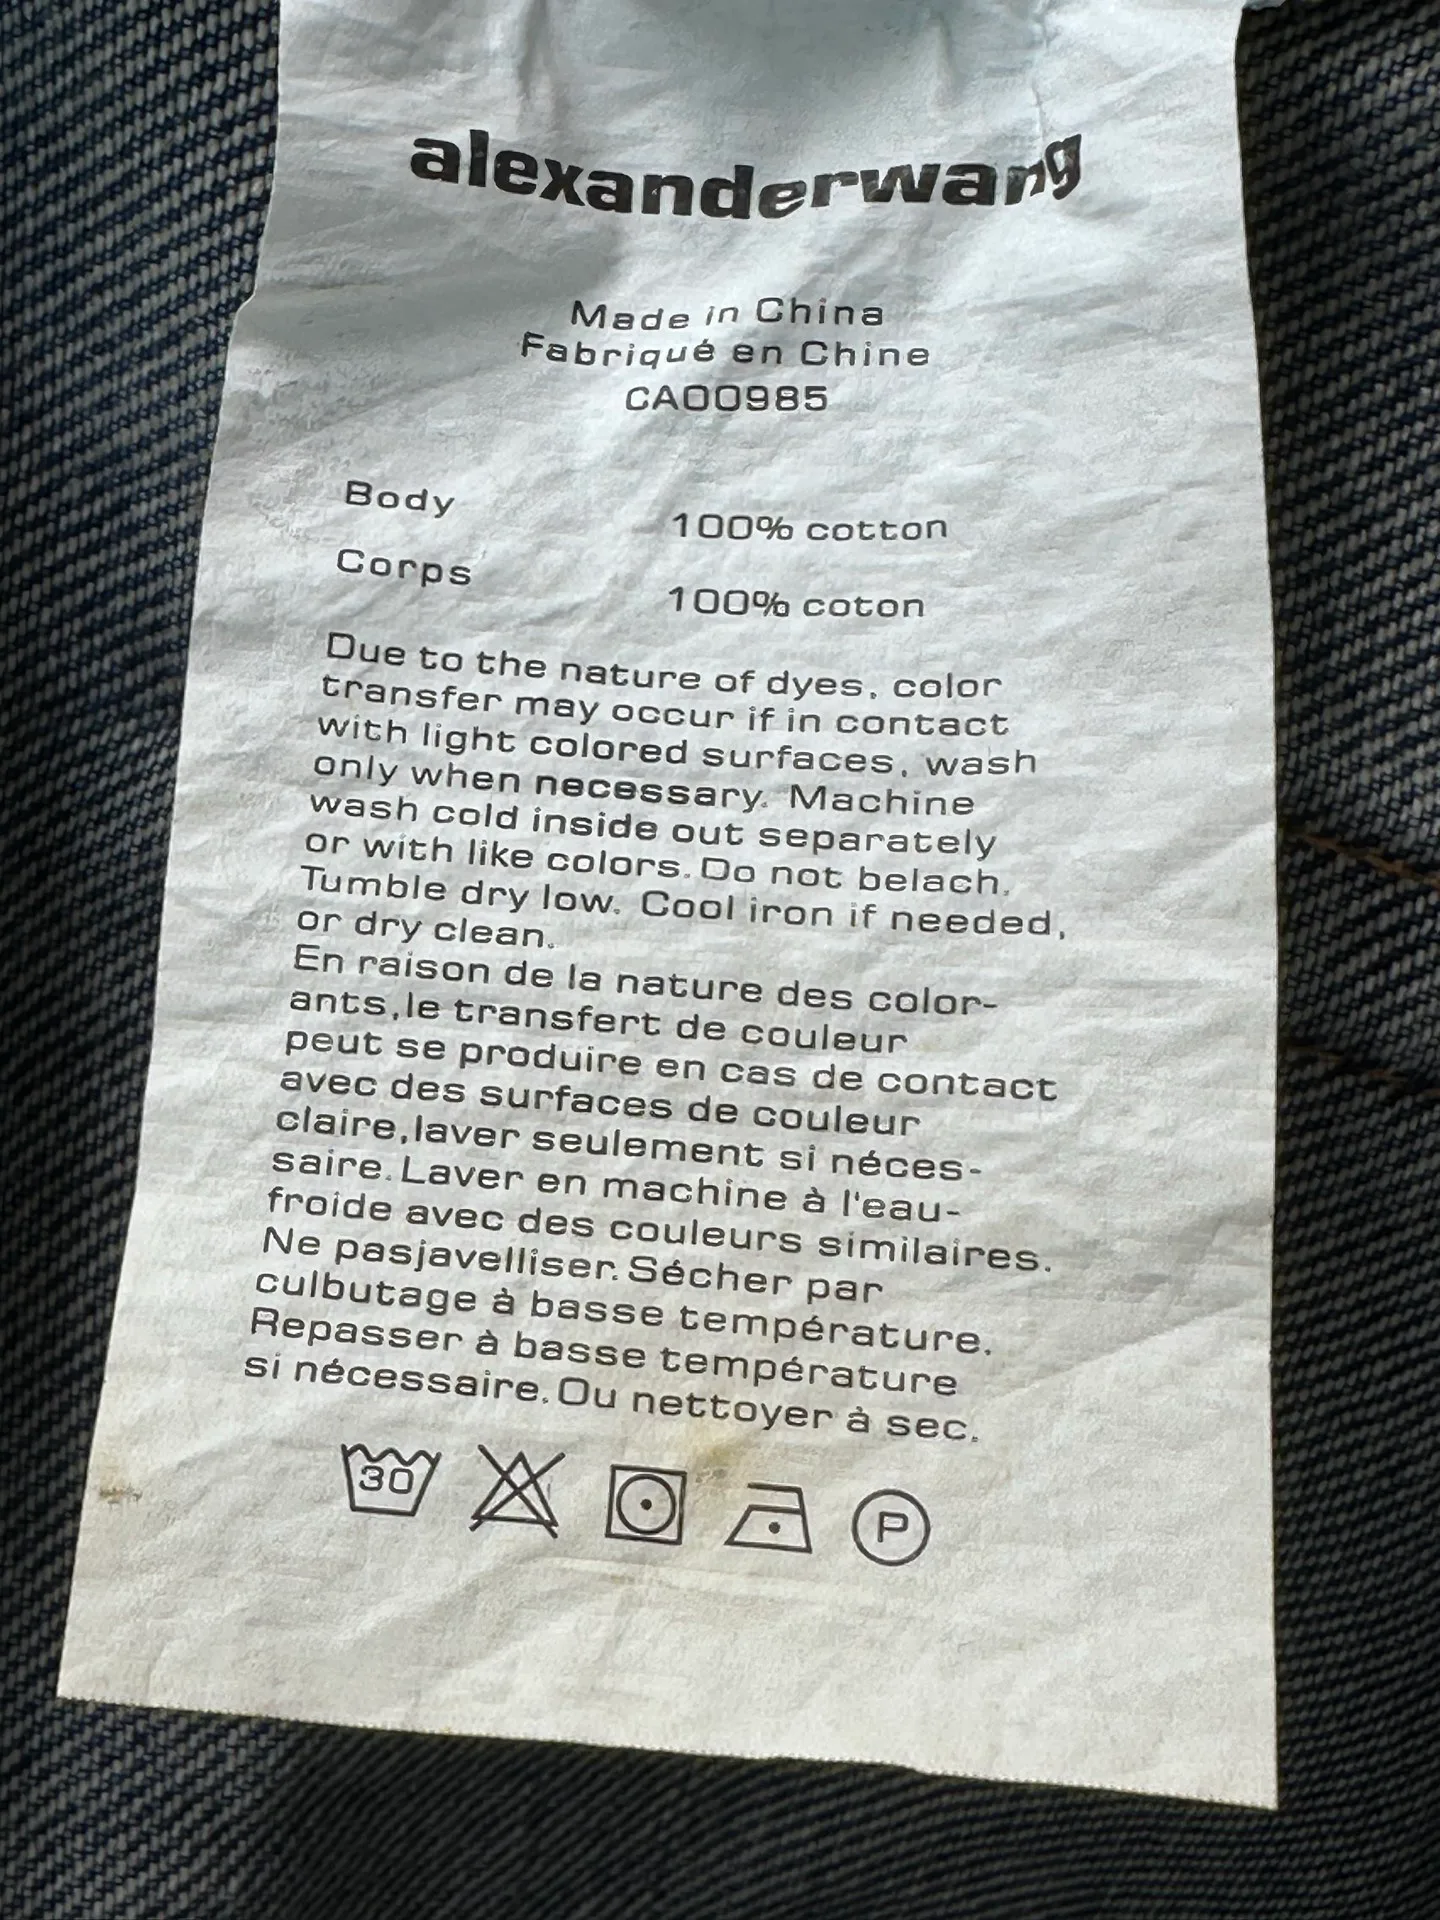 alexanderwang
Made in China
Fabriqué en Chine
CA00985
Body
100% cotton
Corps
100% coton
Due to the nature of dyes, color
transfer may occur if in contact
with light colored surfaces, wash
only when necessary. Machine
wash cold inside out separately
or with like colors. Do not belach.
Tumble dry low. Cool iron if needed,
or dry clean.
En raison de la nature des color-
ants,le transfert de couleur
peut se produire en cas de contact
avec des surfaces de couleur
claire,laver seulement si néces-
saire. Laver en machine à l'eau-
froide avec des couleurs similaires.
Ne pasjavelliser. Sécher par
culbutage à basse température.
Repasser à basse température
si nécessaire. Ou nettoyer à sec.
30
P